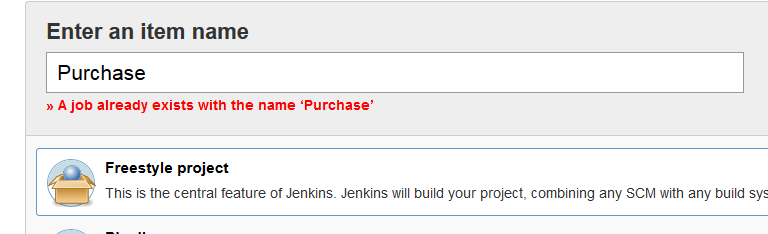 Enter an item name
Purchase
» A job already exists with the name ‘Purchase’
Freestyle project
This is the central feature of Jenkins. Jenkins will build your project, combining any SCM with any build sys